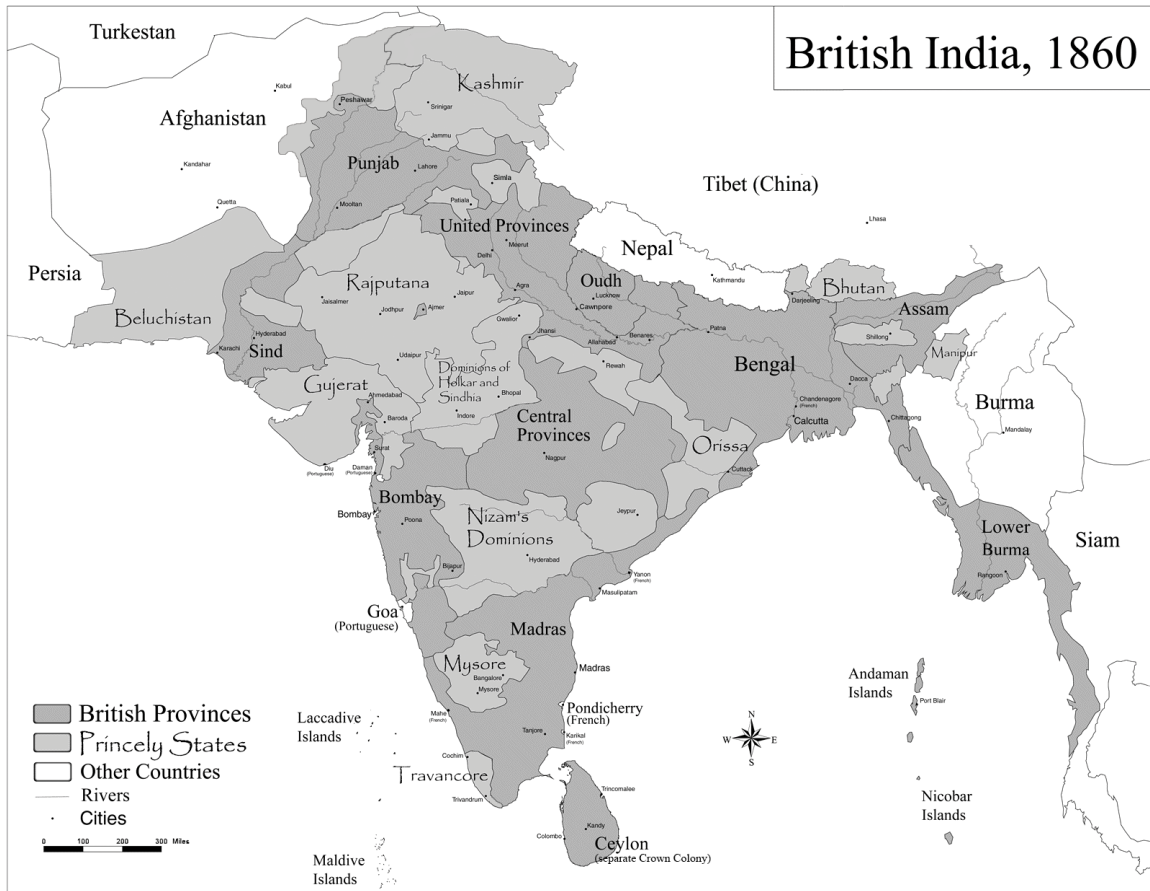 British India, 1860
Turkestan
Kabul
Afghanistan
Kandahar
Quetta
Peshawar
Kashmir
Srinigar
Jammu
Punjab
Lahore
Mooltan
Simla
Patiala
Tibet (China)
Lhasa
United Provinces
Meerut
Delhi
Nepal
Kathmandu
Persia
Beluchistan
Rajputana
Jaisalmer
Jodhpur
Ajmer
Jaipur
Agra
Gwalior
Oudh
Lucknow
Cawnpore
Darjeeling
Bhutan
Assam
Shillong
Manipur
Hyderabad
Karachi
Sind
Udaipur
Jhansi
Allanabad
Benares
Patna
Rewah
Bengal
Dacca
Gujerat
Ahmedabad
Baroda
Dominions of
Holkar and
Sindhia
Bhopal
Indore
Central
Provinces
Nagpur
Chandenagore
(French)
Calcutta
Chittagong
Burma
Mandalay
Orissa
Cuttack
Surat
Diu
(Portuguese)
Daman
(Portuguese)
Bombay
Bombay
Poona
Nizam's
Dominions
Hyderabad
Jeypur
Bijapur
Yanon
(French)
Masulipatam
Lower
Burma
Rangoon
Siam
Goa
(Portuguese)
Madras
Madras
Mysore
Bangalore
Mysore
Mahe
(French)
Pondicherry
(French)
Tanjore
Karikal
(French)
Andaman
Islands
Port Blair
Laccadive
Islands
Cochim
Travancore
Trivandrum
Trincomalee
Kandy
Colombo
Ceylon
(separate Crown Colony)
Nicobar
Islands
Maldive
Islands
N
W E
S
British Provinces
Princely States
Other Countries
Rivers
Cities
0 100 200 300 Miles